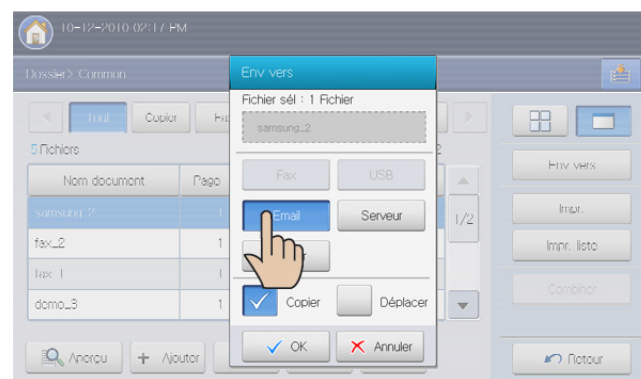 10-12-2010 02:17 PM
Dossier> Common
Env vers
Fichier sél : 1 Fichier
samsung_2
Tout
Copier
5 Fichiers
Nom document
Page
Fax
USB
Env vers
samsung_2
1
Email
Serveur
1/2
Impr.
fax_2
1
Impr. liste
fax_1
1
Combiner
demo_3
1
Copier
Déplacer
Aperçu
Ajouter
OK
Annuler
Retour